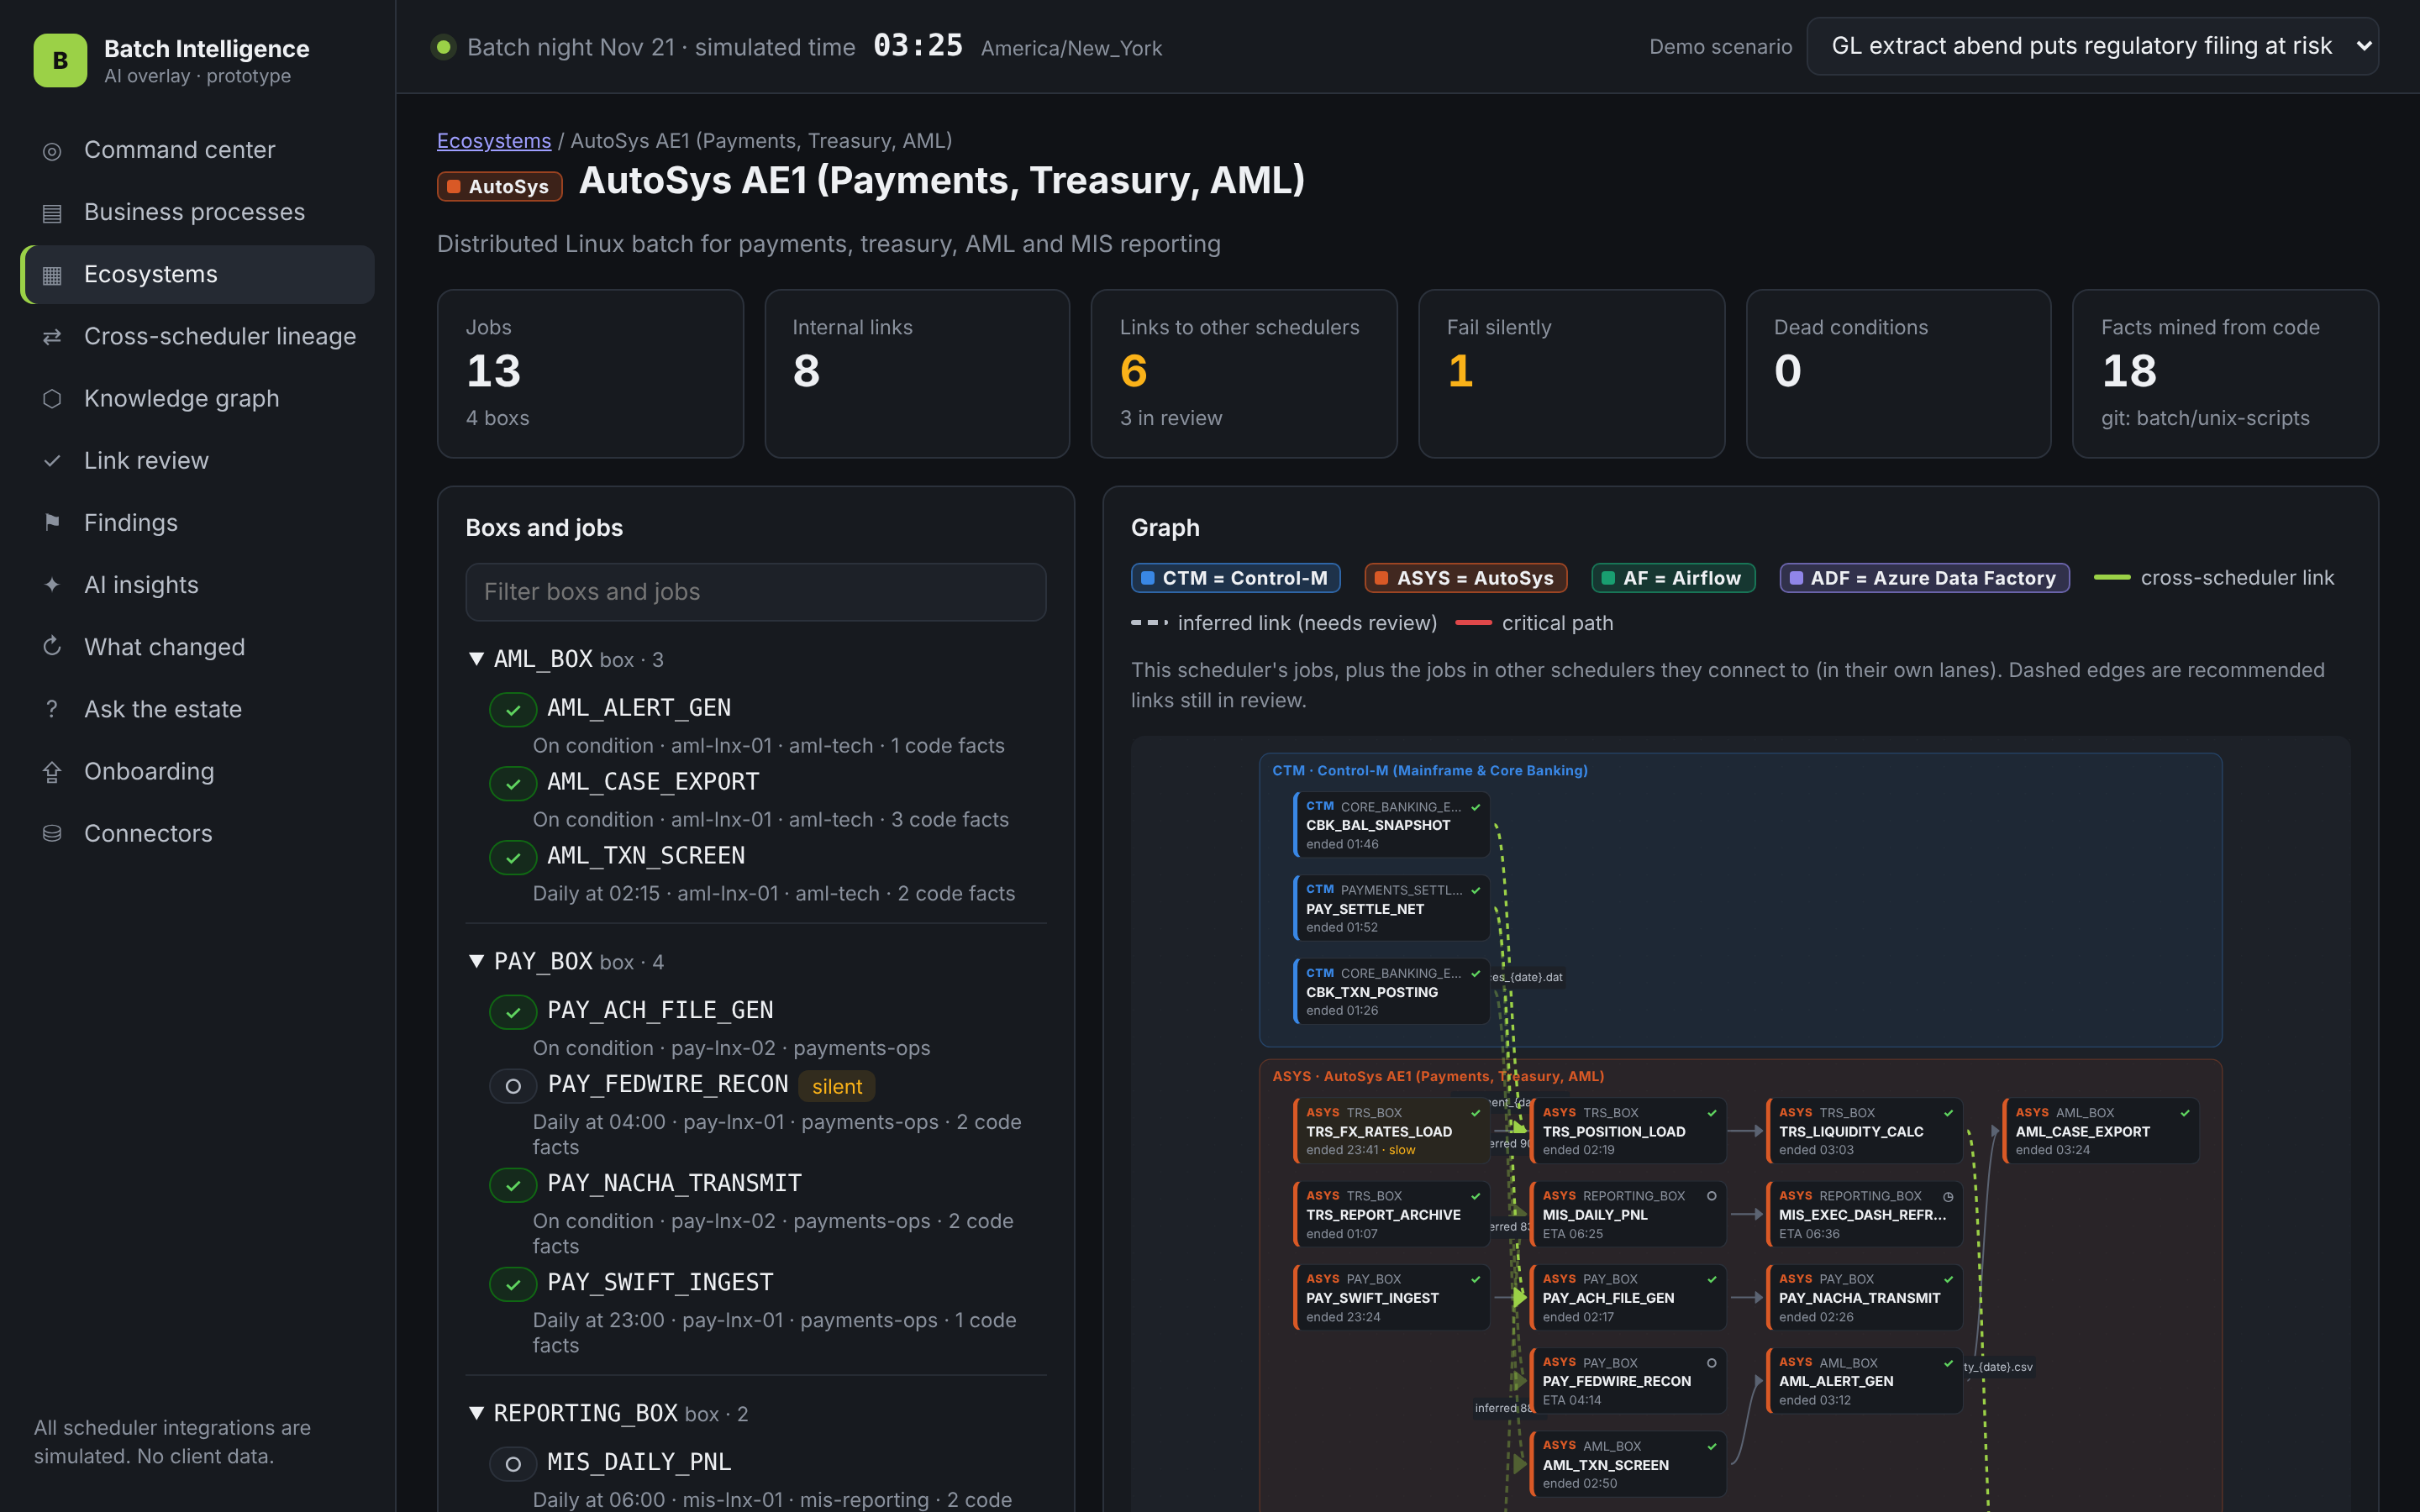 B
Batch Intelligence
AI overlay · prototype
Command center
Business processes
Ecosystems
Cross-scheduler lineage
Knowledge graph
Link review
Findings
AI insights
What changed
Ask the estate
Onboarding
Connectors
All scheduler integrations are
simulated. No client data.
Batch night Nov 21 · simulated time 03:25 America/New_York
Demo scenario GL extract abend puts regulatory filing at risk
Ecosystems / AutoSys AE1 (Payments, Treasury, AML)
AutoSys AutoSys AE1 (Payments, Treasury, AML)
Distributed Linux batch for payments, treasury, AML and MIS reporting
Jobs
13
4 boxs
Internal links
8
Links to other schedulers
6
3 in review
Fail silently
1
Dead conditions
0
Facts mined from code
18
git: batch/unix-scripts
Boxs and jobs
Filter boxs and jobs
AML_BOX box · 3
AML_ALERT_GEN
On condition · aml-lnx-01 · aml-tech · 1 code facts
AML_CASE_EXPORT
On condition · aml-lnx-01 · aml-tech · 3 code facts
AML_TXN_SCREEN
Daily at 02:15 · aml-lnx-01 · aml-tech · 2 code facts
PAY_BOX box · 4
PAY_ACH_FILE_GEN
On condition · pay-lnx-02 · payments-ops
PAY_FEDWIRE_RECON silent
Daily at 04:00 · pay-lnx-01 · payments-ops · 2 code
facts
PAY_NACHA_TRANSMIT
On condition · pay-lnx-02 · payments-ops · 2 code
facts
PAY_SWIFT_INGEST
Daily at 23:00 · pay-lnx-01 · payments-ops · 1 code
facts
REPORTING_BOX box · 2
MIS_DAILY_PNL
Daily at 06:00 · mis-lnx-01 · mis-reporting · 2 code
Graph
CTM = Control-M ASYS = AutoSys AF = Airflow ADF = Azure Data Factory cross-scheduler link
inferred link (needs review) critical path
This scheduler's jobs, plus the jobs in other schedulers they connect to (in their own lanes). Dashed edges are recommended
links still in review.
CTM · Control-M (Mainframe & Core Banking)
CTM CORE_BANKING_E...
CBK_BAL_SNAPSHOT
ended 01:46
CTM PAYMENTS_SETTL...
PAY_SETTLE_NET
ended 01:52
CTM CORE_BANKING_E...
CBK_TXN_POSTING
ended 01:26
es_{date}.dat
ASYS · AutoSys AE1 (Payments, Treasury, AML)
ASYS TRS_BOX
TRS_FX_RATES_LOAD
ended 23:41 · slow
ASYS TRS_BOX
TRS_POSITION_LOAD
ended 02:19
ASYS TRS_BOX
TRS_LIQUIDITY_CALC
ended 03:03
ASYS AML_BOX
AML_CASE_EXPORT
ended 03:24
ASYS TRS_BOX
TRS_REPORT_ARCHIVE
ended 01:07
ASYS REPORTING_BOX
MIS_DAILY_PNL
ETA 06:25
ASYS REPORTING_BOX
MIS_EXEC_DASH_REFR...
ETA 06:36
ASYS PAY_BOX
PAY_SWIFT_INGEST
ended 23:24
ASYS PAY_BOX
PAY_ACH_FILE_GEN
ended 02:17
ASYS PAY_BOX
PAY_NACHA_TRANSMIT
ended 02:26
ASYS PAY_BOX
PAY_FEDWIRE_RECON
ETA 04:14
ASYS AML_BOX
AML_ALERT_GEN
ended 03:12
ty_{date}.csv
inferred 88
ASYS AML_BOX
AML_TXN_SCREEN
ended 02:50